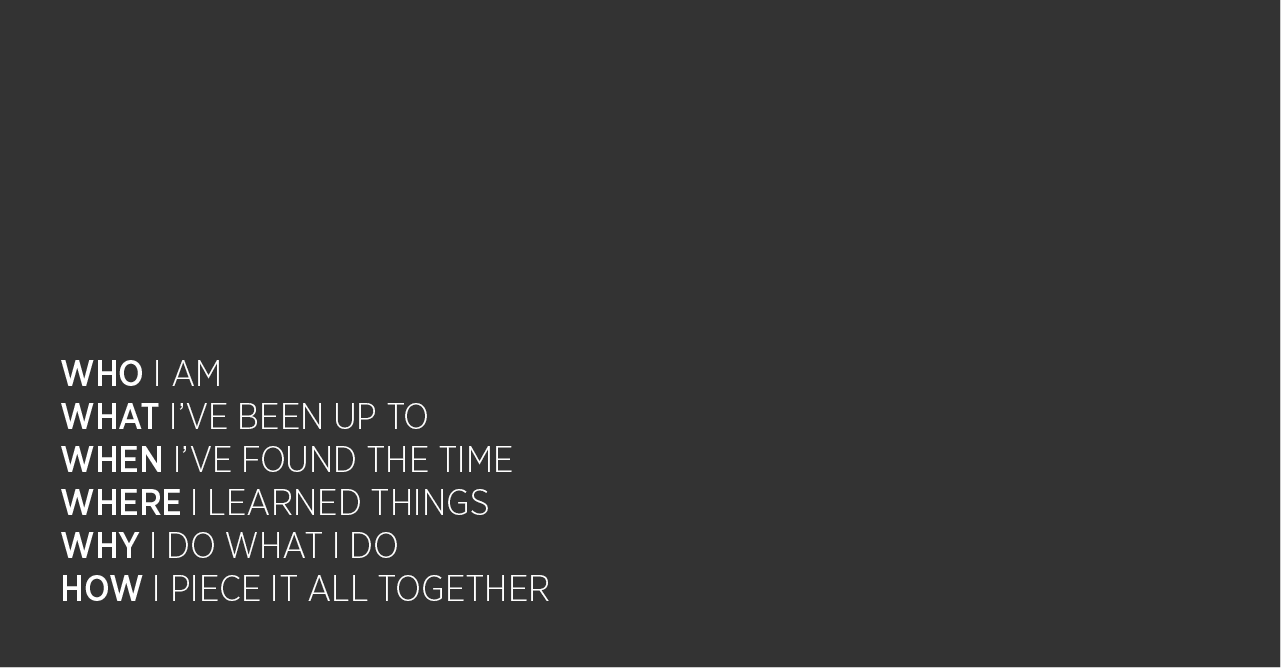 WHO I AM
WHAT I’VE BEEN UP TO
WHEN I’VE FOUND THE TIME
WHERE I LEARNED THINGS
WHY I DO WHAT I DO
HOW I PIECE IT ALL TOGETHER